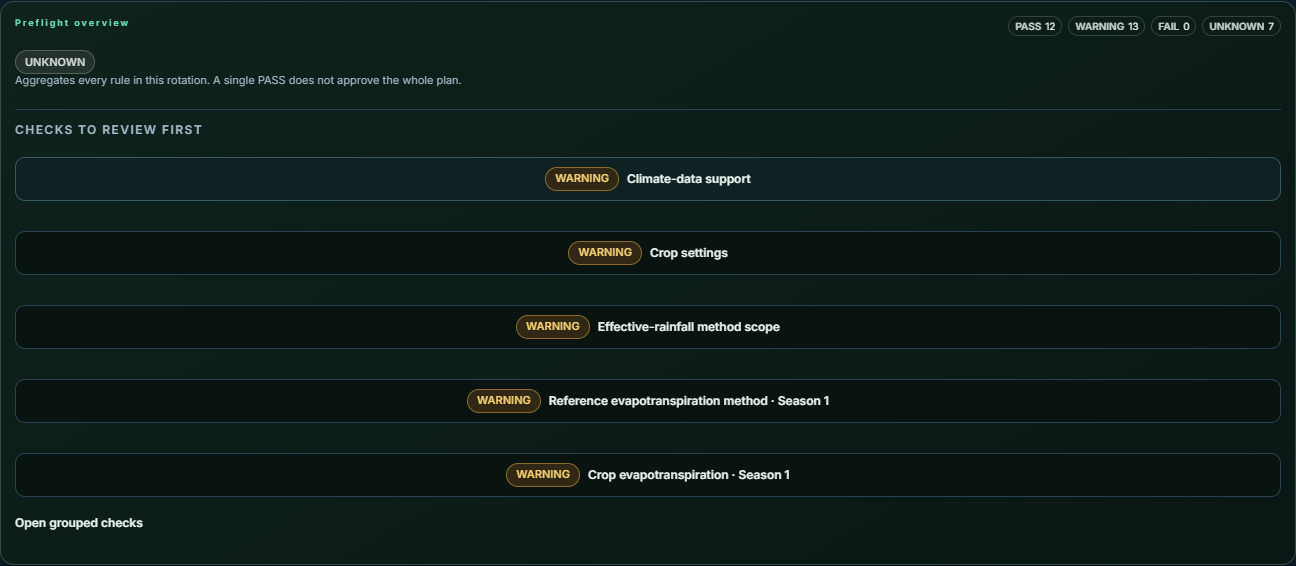 Preflight overview
PASS 12 WARNING 13 FAIL 0 UNKNOWN 7
UNKNOWN
Aggregates every rule in this rotation. A single PASS does not approve the whole plan.
CHECKS TO REVIEW FIRST
WARNING Climate-data support
WARNING Crop settings
WARNING Effective-rainfall method scope
WARNING Reference evapotranspiration method · Season 1
WARNING Crop evapotranspiration · Season 1
Open grouped checks